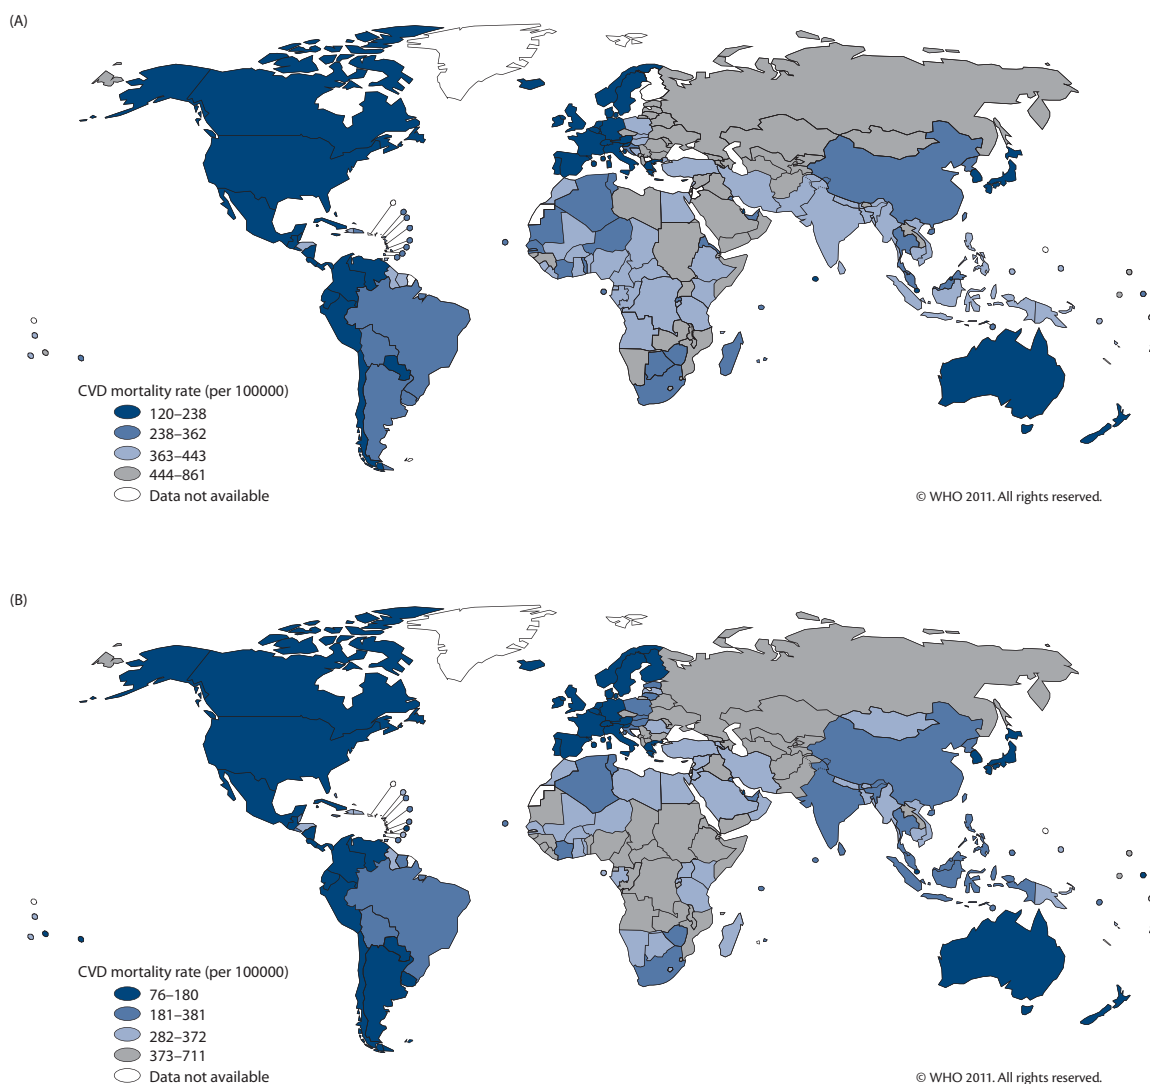 (A)
CVD mortality rate (per 100000)
120–238
238–362
363–443
444–861
Data not available
© WHO 2011. All rights reserved.
(B)
CVD mortality rate (per 100000)
76–180
181–381
282–372
373–711
Data not available
© WHO 2011. All rights reserved.